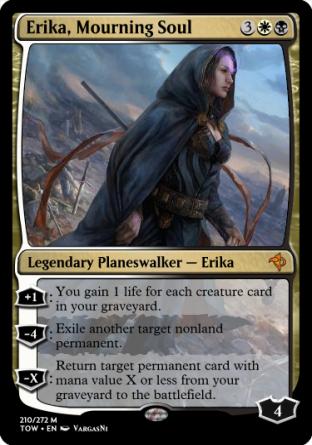 Erika, Mourning Soul 3
Legendary Planeswalker — Erika
+1: You gain 1 life for each creature card
in your graveyard.
-4: Exile another target nonland
permanent.
-X: Return target permanent card with
mana value X or less from your
graveyard to the battlefield.
4
210/272 M
TOW • EN VargasNi